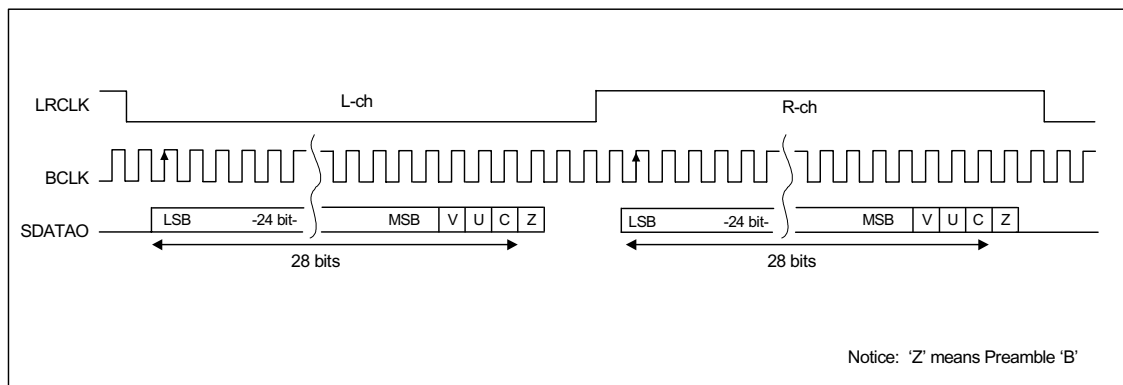 LRCLK L-ch R-ch
BCLK
SDATAO LSB -24 bit- MSB V U C Z LSB -24 bit- MSB V U C Z
28 bits 28 bits
Notice: ‘Z’ means Preamble ‘B’